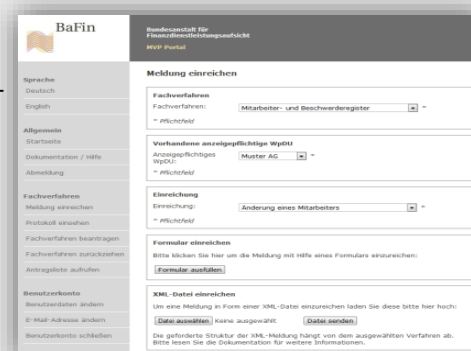 BaFin
Bundesanstalt für
Finanzdienstleistungsaufsicht
MVP Portal
Sprache
Deutsch
English
Allgemein
Startseite
Dokumentation / Hilfe
Abmeldung
Fachverfahren
Meldung einreichen
Protokoll einsehen
Fachverfahren beantragen
Fachverfahren zurückziehen
Antragsliste aufrufen
Benutzerkonto
Benutzerdaten ändern
E-Mail-Adresse ändern
Benutzerkonto schließen
Meldung einreichen
Fachverfahren
Fachverfahren: Mitarbeiter- und Beschwerderegister *
* Pflichtfeld
Vorhandene anzeigepflichtige WpDU
Anzeigepflichtiges Muster AG *
WpDU:
* Pflichtfeld
Einreichung
Einreichung: Änderung eines Mitarbeiters *
* Pflichtfeld
Formular einreichen
Bitte klicken Sie hier um die Meldung mit Hilfe eines Formulars einzureichen:
Formular ausfüllen
XML-Datei einreichen
Um eine Meldung in Form einer XML-Datei einzureichen laden Sie diese bitte hier hoch:
Datei auswählen Keine ausgewählt Datei senden
Die geforderte Struktur der XML-Meldung hängt von dem ausgewählten Verfahren ab.
Bitte lesen Sie die Dokumentation für weitere Informationen.